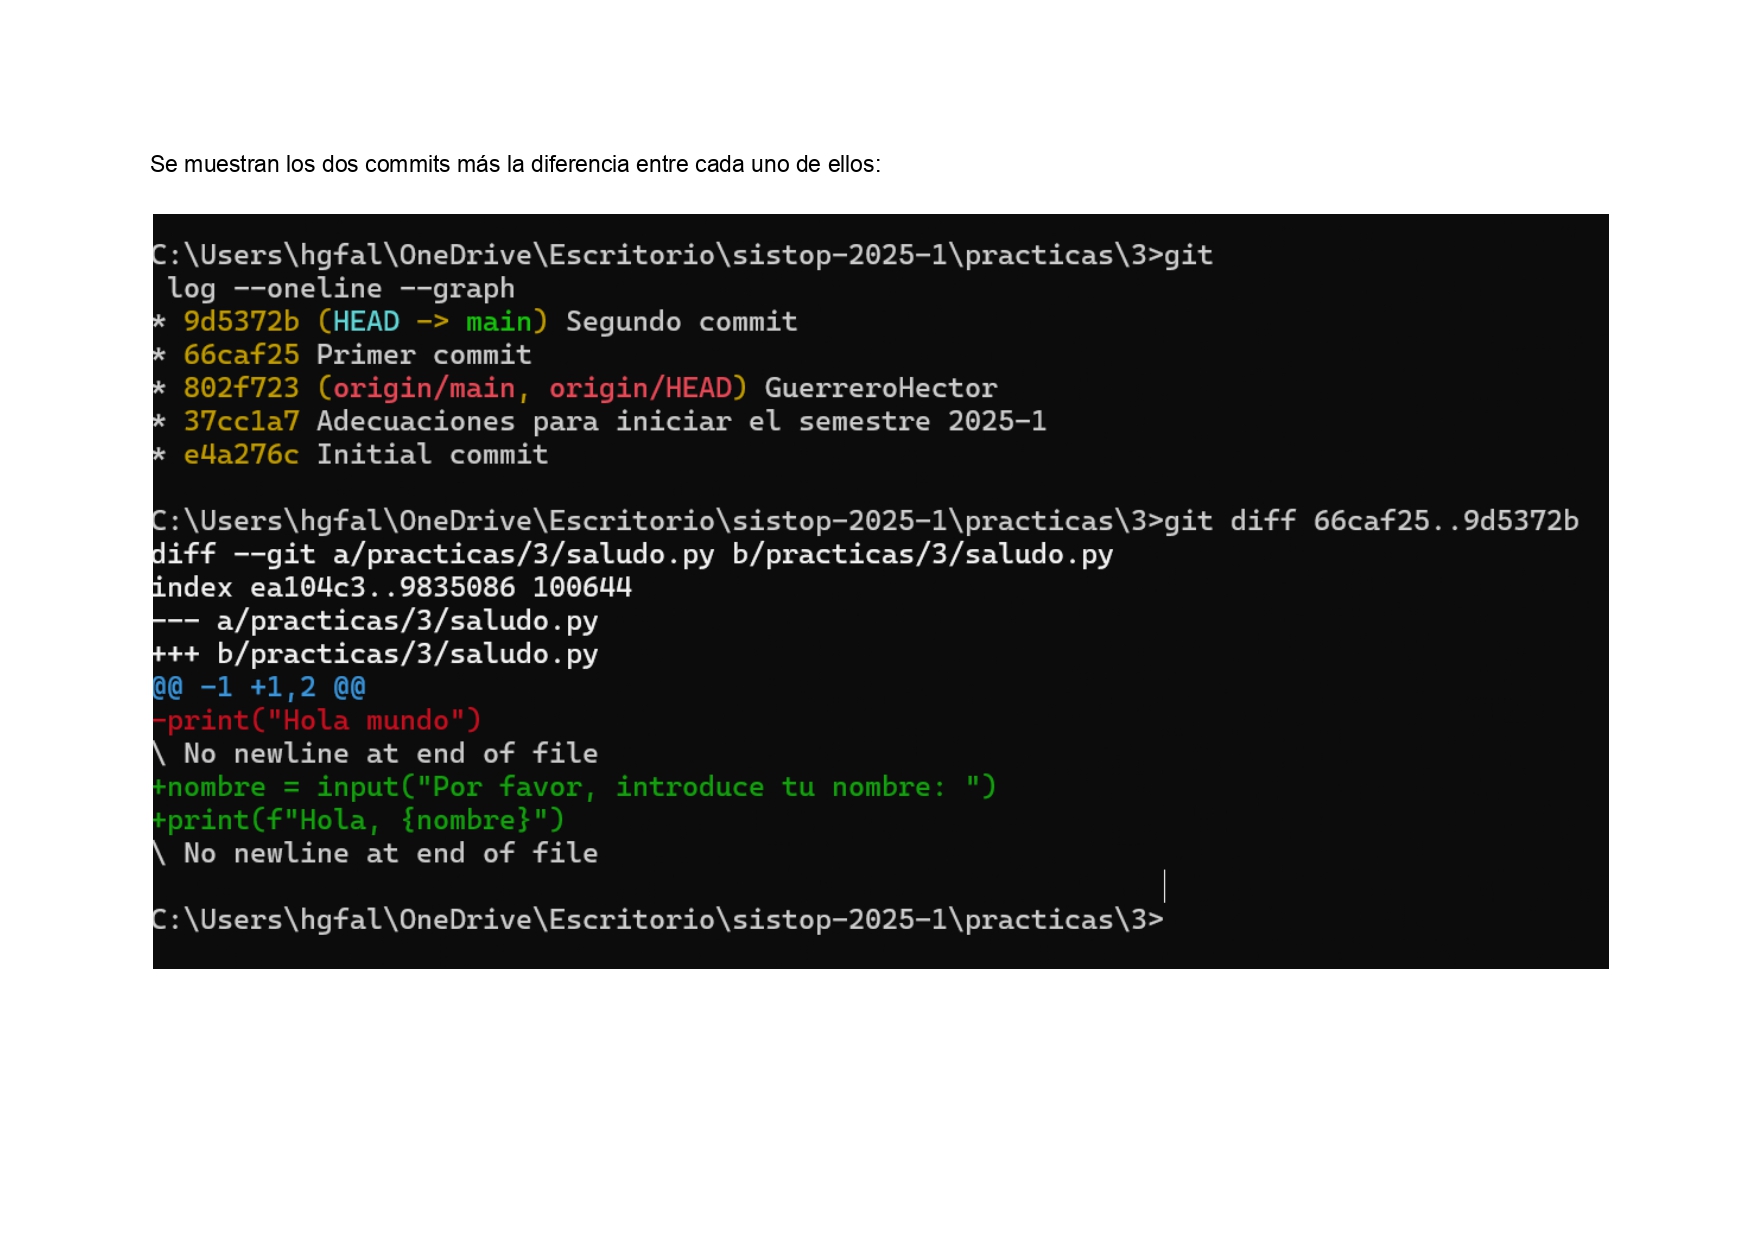 Se muestran los dos commits más la diferencia entre cada uno de ellos:
C:\Users\hgfal\OneDrive\Escritorio\sistop-2025-1\practicas\3>git
 log --oneline --graph
* 9d5372b (HEAD -> main) Segundo commit
* 66caf25 Primer commit
* 802f723 (origin/main, origin/HEAD) GuerreroHector
* 37cc1a7 Adecuaciones para iniciar el semestre 2025-1
* e4a276c Initial commit
C:\Users\hgfal\OneDrive\Escritorio\sistop-2025-1\practicas\3>git diff 66caf25..9d5372b
diff --git a/practicas/3/saludo.py b/practicas/3/saludo.py
index ea104c3..9835086 100644
--- a/practicas/3/saludo.py
+++ b/practicas/3/saludo.py
@@ -1 +1,2 @@
-print("Hola mundo")
\ No newline at end of file
+nombre = input("Por favor, introduce tu nombre: ")
+print(f"Hola, {nombre}")
\ No newline at end of file
C:\Users\hgfal\OneDrive\Escritorio\sistop-2025-1\practicas\3>